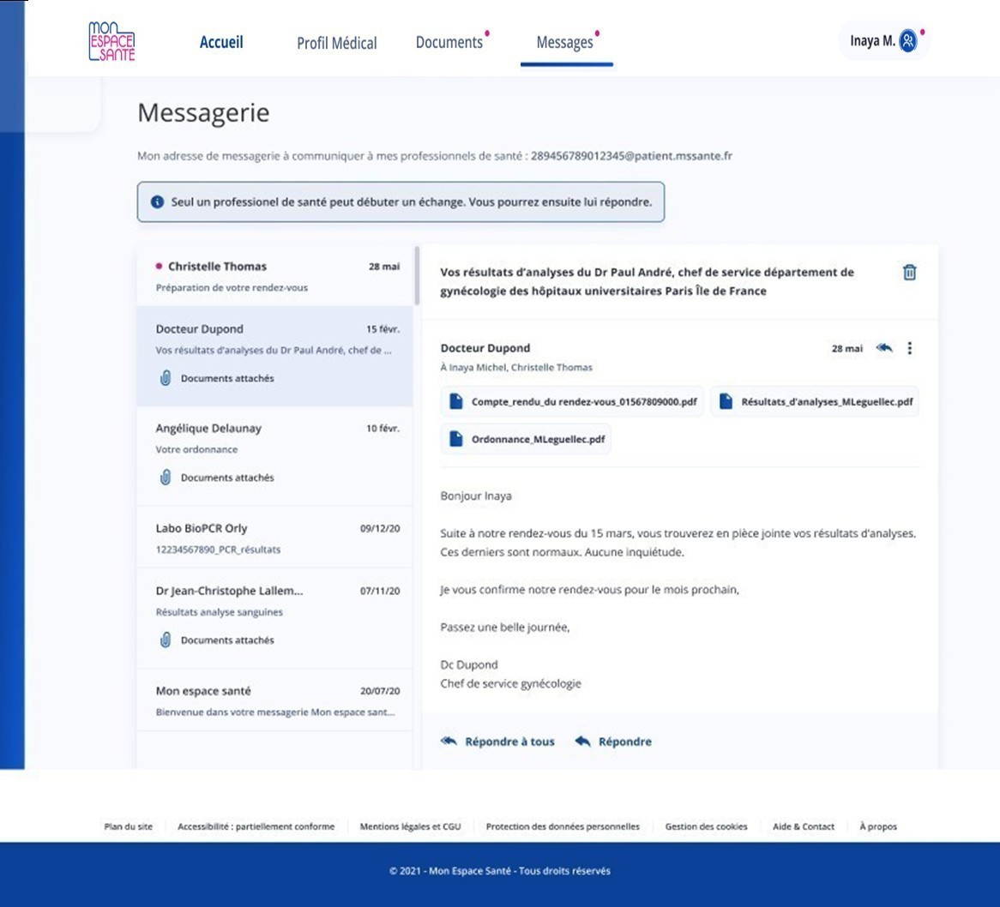 MON
ESPACE
SANTÉ
Accueil
Profil Médical
Documents
Messages
Inaya M.
Messagerie
Mon adresse de messagerie à communiquer à mes professionnels de santé : 289456789012345@patient.mssante.fr
Seul un professionel de santé peut débuter un échange. Vous pourrez ensuite lui répondre.
Christelle Thomas 28 mai
Préparation de votre rendez-vous
Docteur Dupond 15 févr.
Vos résultats d'analyses du Dr Paul André, chef de ...
Documents attachés
Angélique Delaunay 10 févr.
Votre ordonnance
Documents attachés
Labo BioPCR Orly 09/12/20
12234567890_PCR_résultats
Dr Jean-Christophe Lallem... 07/11/20
Résultats analyse sanguines
Documents attachés
Mon espace santé 20/07/20
Bienvenue dans votre messagerie Mon espace sant...
Vos résultats d'analyses du Dr Paul André, chef de service département de
gynécologie des hôpitaux universitaires Paris Île de France
Docteur Dupond 28 mai
À Inaya Michel, Christelle Thomas
Compte_rendu_du rendez-vous_01567809000.pdf
Résultats_d'analyses_MLeguellec.pdf
Ordonnance_MLeguellec.pdf
Bonjour Inaya
Suite à notre rendez-vous du 15 mars, vous trouverez en pièce jointe vos résultats d'analyses.
Ces derniers sont normaux. Aucune inquiétude.
Je vous confirme notre rendez-vous pour le mois prochain,
Passez une belle journée,
Dc Dupond
Chef de service gynécologie
Répondre à tous
Répondre
Plan du site
Accessibilité : partiellement conforme
Mentions légales et CGU
Protection des données personnelles
Gestion des cookies
Aide & Contact
À propos
© 2021 - Mon Espace Santé - Tous droits réservés